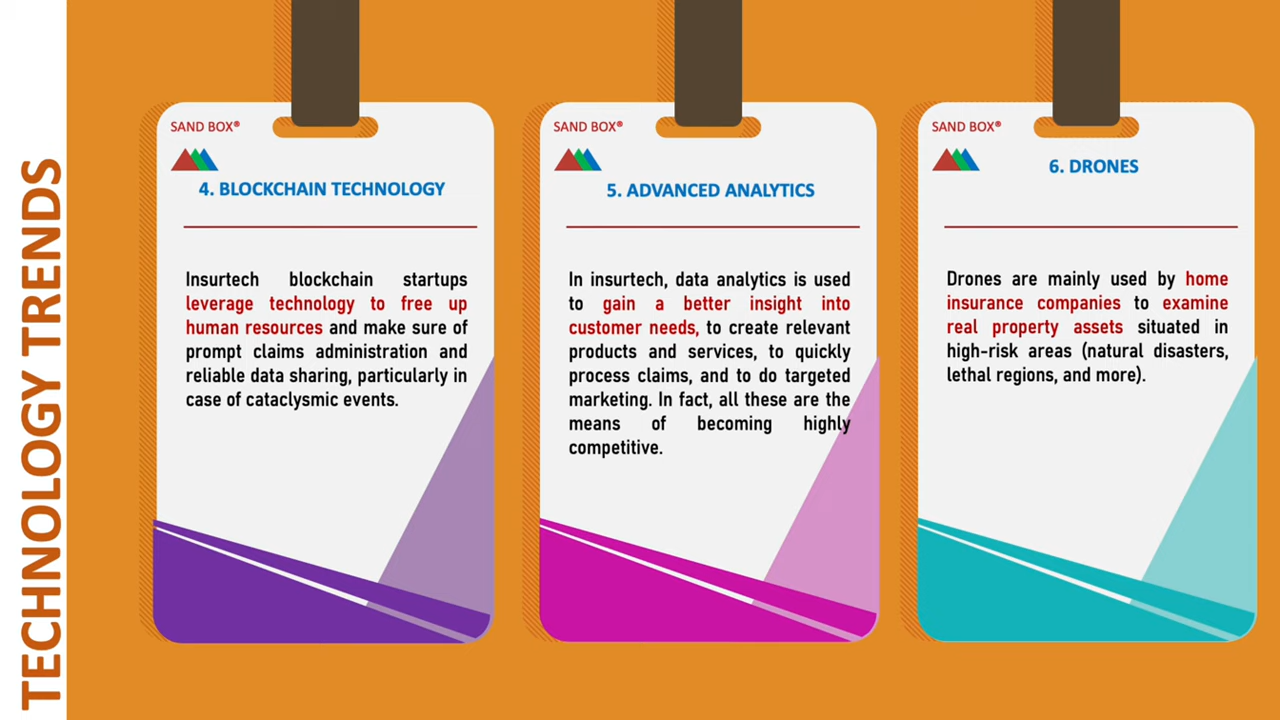 TECHNOLOGY TRENDS
SAND BOX®
4. BLOCKCHAIN TECHNOLOGY
Insurtech blockchain startups
leverage technology to free up
human resources and make sure of
prompt claims administration and
reliable data sharing, particularly in
case of cataclysmic events.
SAND BOX®
5. ADVANCED ANALYTICS
In insurtech, data analytics is used
to gain a better insight into
customer needs, to create relevant
products and services, to quickly
process claims, and to do targeted
marketing. In fact, all these are the
means of becoming highly
competitive.
SAND BOX®
6. DRONES
Drones are mainly used by home
insurance companies to examine
real property assets situated in
high-risk areas (natural disasters,
lethal regions, and more).